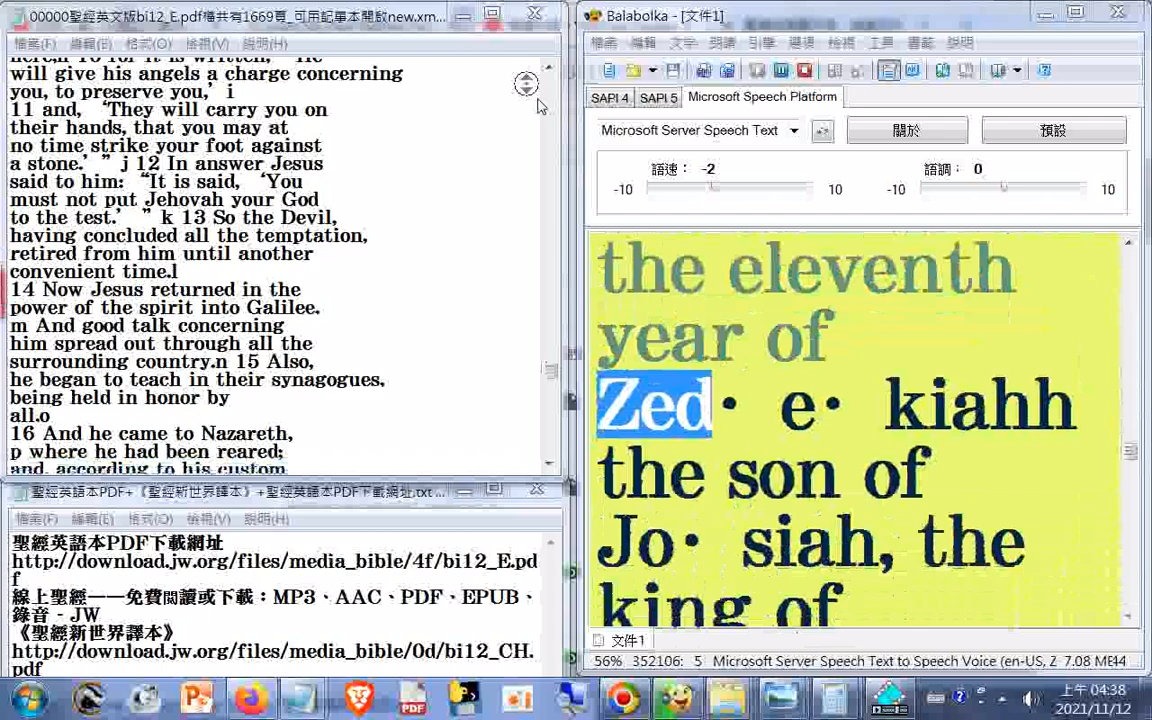 00000聖經英文版bi12_E.pdf檔共有1669頁_可用記事本開啟new.xm...
檔案(F) 編輯(E) 格式(O) 檢視(V) 說明(H)
will give his angels a charge concerning
you, to preserve you,’ i
11 and, ‘They will carry you on
their hands, that you may at
no time strike your foot against
a stone.’ ” j 12 In answer Jesus
said to him: “It is said, ‘You
must not put Jehovah your God
to the test.’ ” k 13 So the Devil,
having concluded all the temptation,
retired from him until another
convenient time.l
14 Now Jesus returned in the
power of the spirit into Galilee.
m And good talk concerning
him spread out through all the
surrounding country.n 15 Also,
he began to teach in their synagogues,
being held in honor by
all.o
16 And he came to Nazareth,
p where he had been reared;
and, according to his custom
聖經英語本PDF+《聖經新世界譯本》+聖經英語本PDF下載網址.txt ...
檔案(F) 編輯(E) 格式(O) 檢視(V) 說明(H)
聖經英語本PDF下載網址
http://download.jw.org/files/media_bible/4f/bi12_E.pd
f
線上聖經——免費閱讀或下載：MP3、AAC、PDF、EPUB、
錄音 - JW
《聖經新世界譯本》
http://download.jw.org/files/media_bible/0d/bi12_CH.
pdf
Balabolka - [文件1]
檔案 編輯 文字 朗讀 引擎 選項 檢視 工具 書籤 說明
SAPI 4 SAPI 5 Microsoft Speech Platform
Microsoft Server Speech Text 關於 預設
語速: -2 語調: 0
-10 10 -10 10
the eleventh
year of
Zed· e· kiahh
the son of
Jo· siah, the
king of
文件1
56% 352106: 5 Microsoft Server Speech Text to Speech Voice (en-US, Z 7.08 ME44
PDF
上午 04:38
2021/11/12